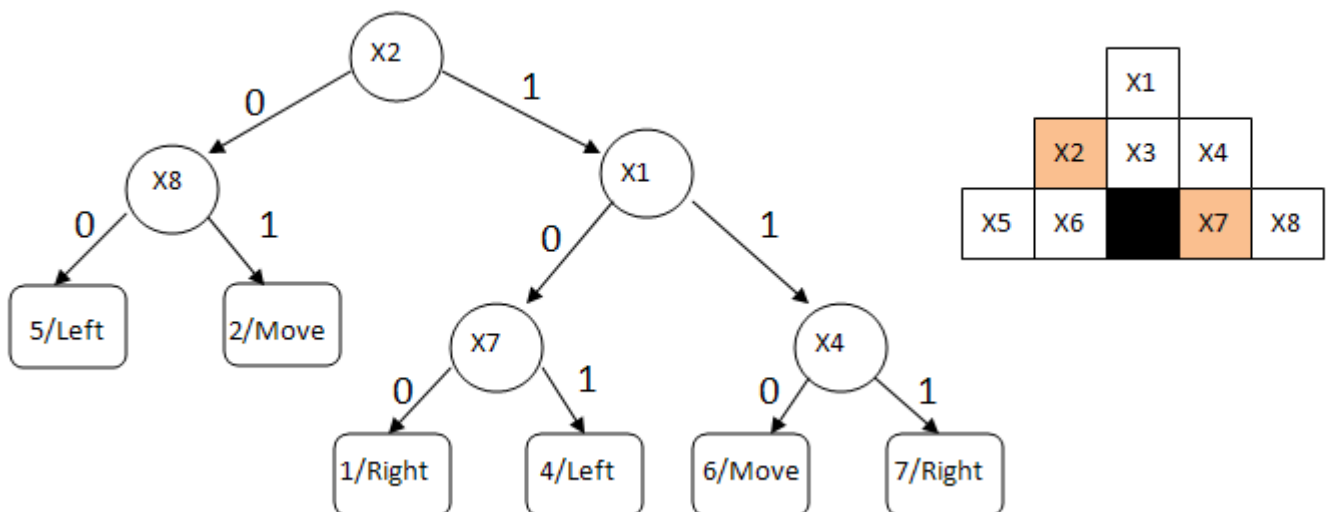 X2
0
1
X1
X8
X1
X2
X3
X4
0
1
0
1
X5
X6
X7
X8
5/Left
2/Move
X7
X4
0
1
0
1
1/Right
4/Left
6/Move
7/Right